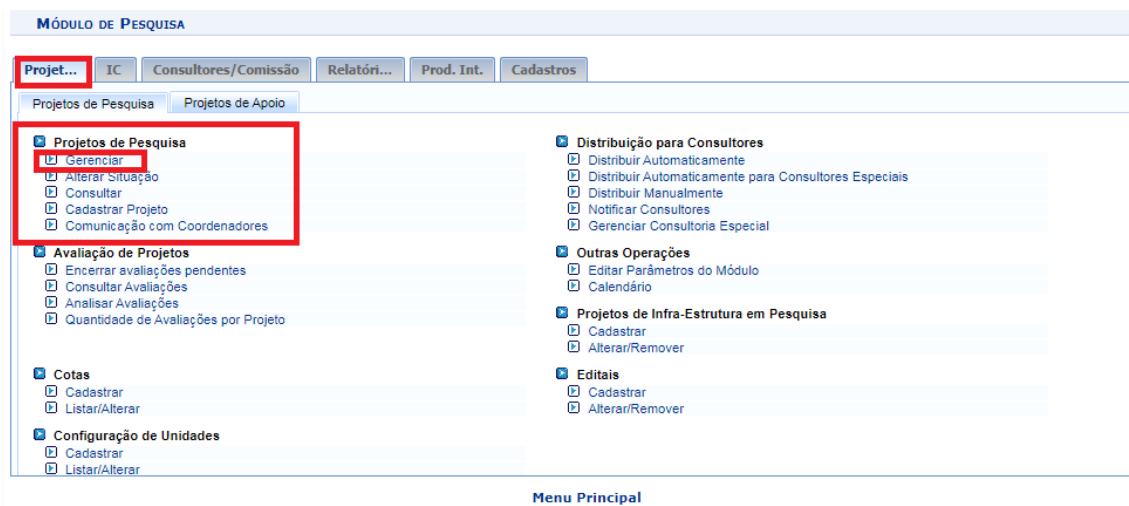 MÓDULO DE PESQUISA
Projet... IC Consultores/Comissão Relatóri... Prod. Int. Cadastros
Projetos de Pesquisa Projetos de Apoio
Projetos de Pesquisa
Gerenciar
Alterar Situação
Consultar
Cadastrar Projeto
Comunicação com Coordenadores
Avaliação de Projetos
Encerrar avaliações pendentes
Consultar Avaliações
Analisar Avaliações
Quantidade de Avaliações por Projeto
Cotas
Cadastrar
Listar/Alterar
Configuração de Unidades
Cadastrar
Listar/Alterar
Distribuição para Consultores
Distribuir Automaticamente
Distribuir Automaticamente para Consultores Especiais
Distribuir Manualmente
Notificar Consultores
Gerenciar Consultoria Especial
Outras Operações
Editar Parâmetros do Módulo
Calendário
Projetos de Infra-Estrutura em Pesquisa
Cadastrar
Alterar/Remover
Editais
Cadastrar
Alterar/Remover
Menu Principal